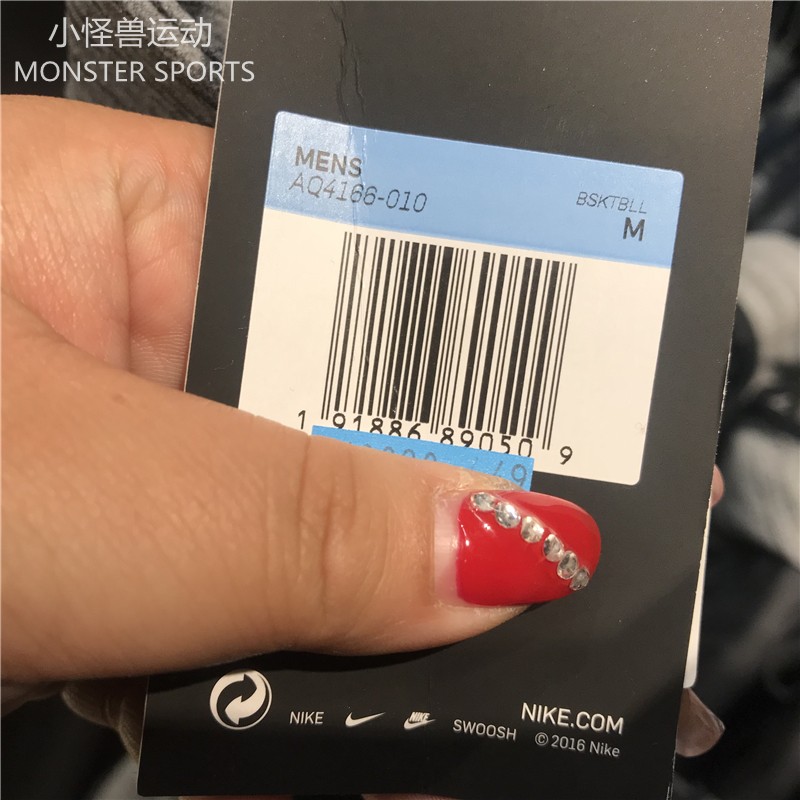 小怪兽运动
MONSTER SPORTS
MENS
AQ4166-010
BSKTBLL
M
1 91886 89050 9
NIKE
NIKE
SWOOSH
NIKE.COM
© 2016 Nike